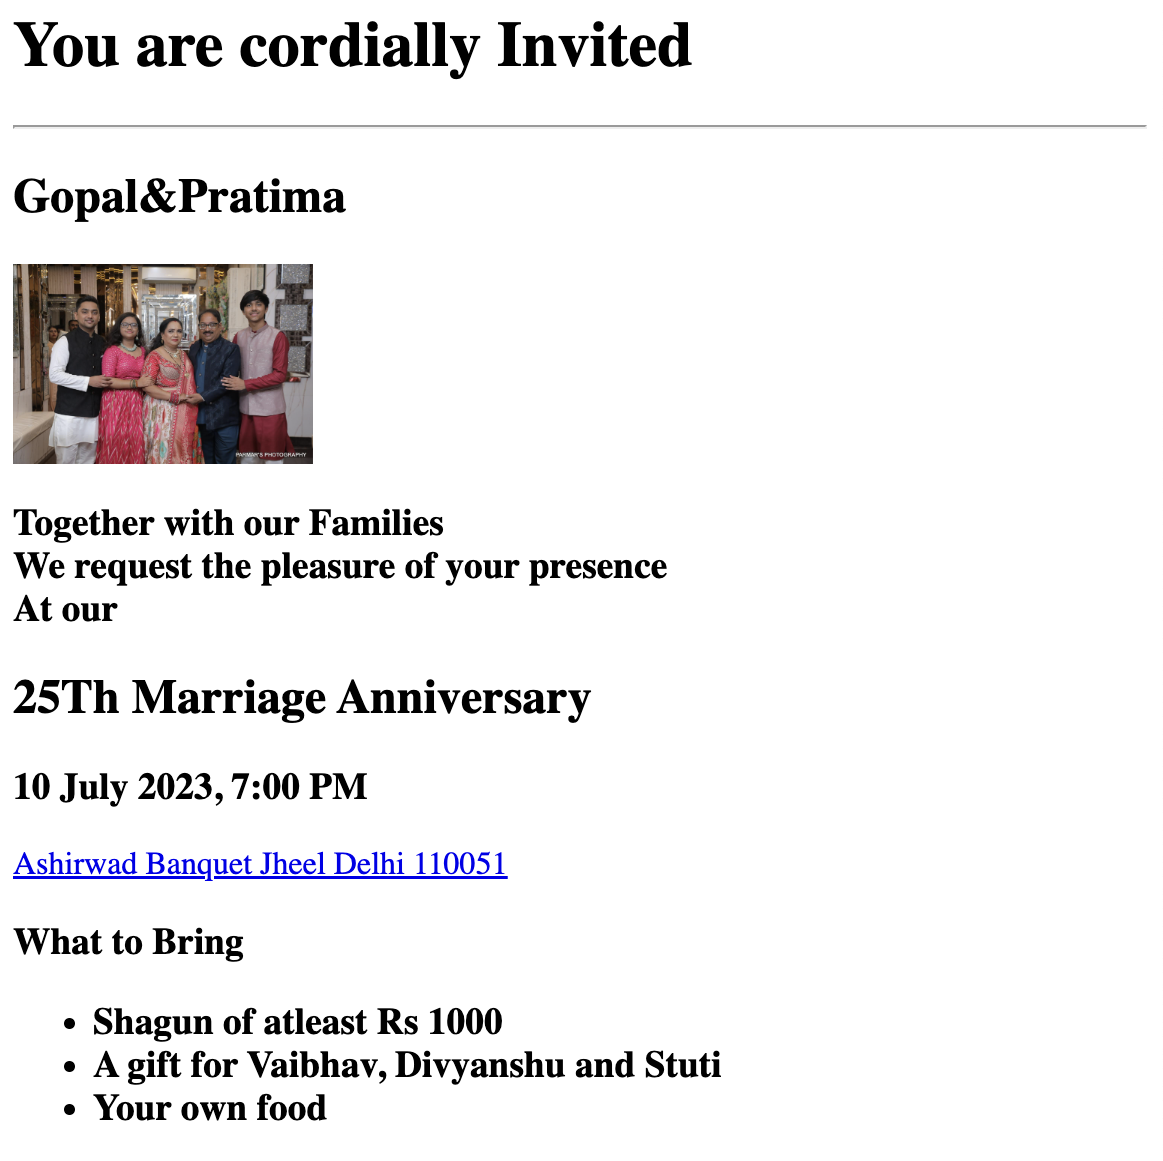 You are cordially Invited
Gopal&Pratima
PARMAR'S PHOTOGRAPHY
Together with our Families
We request the pleasure of your presence
At our
25Th Marriage Anniversary
10 July 2023, 7:00 PM
Ashirwad Banquet Jheel Delhi 110051
What to Bring
Shagun of atleast Rs 1000
A gift for Vaibhav, Divyanshu and Stuti
Your own food